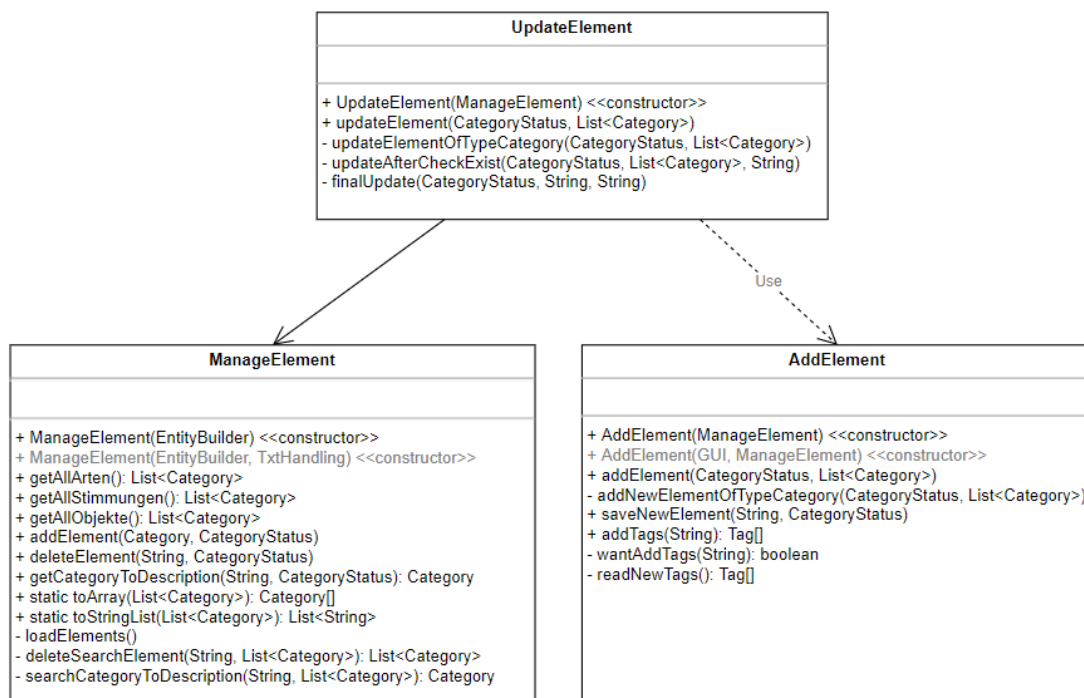 UpdateElement
+ UpdateElement(ManageElement) <<constructor>>
+ updateElement(CategoryStatus, List<Category>)
- updateElementOfTypeCategory(CategoryStatus, List<Category>)
- updateAfterCheckExist(CategoryStatus, List<Category>, String)
- finalUpdate(CategoryStatus, String, String)
Use
ManageElement
+ ManageElement(EntityBuilder) <<constructor>>
+ ManageElement(EntityBuilder, TxtHandling) <<constructor>>
+ getAllArten(): List<Category>
+ getAllStimmungen(): List<Category>
+ getAllObjekte(): List<Category>
+ addElement(Category, CategoryStatus)
+ deleteElement(String, CategoryStatus)
+ getCategoryToDescription(String, CategoryStatus): Category
+ static toArray(List<Category>): Category[]
+ static toStringList(List<Category>): List<String>
- loadElements()
- deleteSearchElement(String, List<Category>): List<Category>
- searchCategoryToDescription(String, List<Category>): Category
AddElement
+ AddElement(ManageElement) <<constructor>>
+ AddElement(GUI, ManageElement) <<constructor>>
+ addElement(CategoryStatus, List<Category>)
- addNewElementOfTypeCategory(CategoryStatus, List<Category>)
+ saveNewElement(String, CategoryStatus)
+ addTags(String): Tag[]
- wantAddTags(String): boolean
- readNewTags(): Tag[]